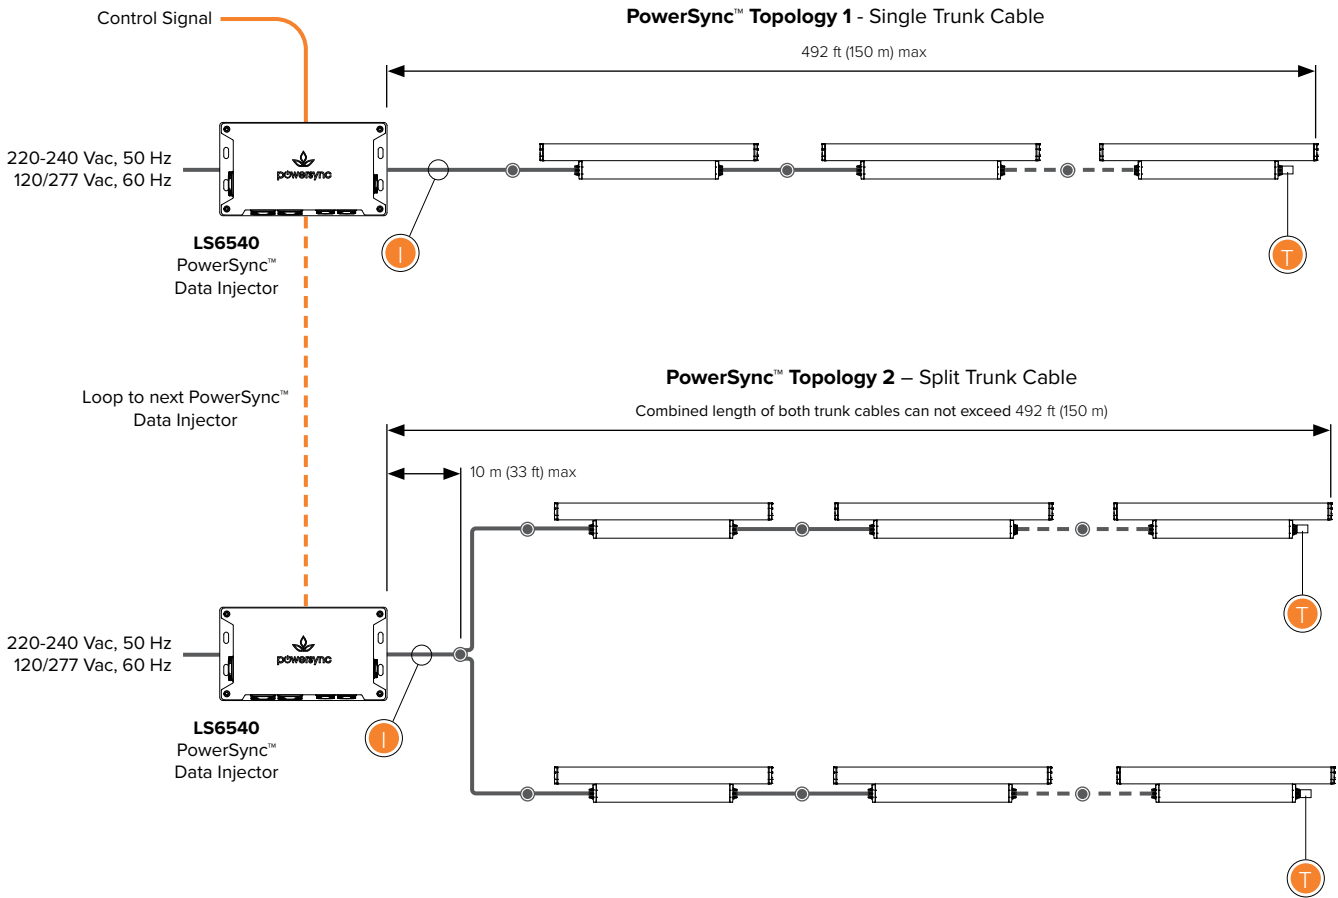 Control Signal
PowerSync™ Topology 1 - Single Trunk Cable
492 ft (150 m) max
220-240 Vac, 50 Hz
120/277 Vac, 60 Hz
powersync
I
T
LS6540
PowerSync™
Data Injector
Loop to next PowerSync™
Data Injector
PowerSync™ Topology 2 – Split Trunk Cable
Combined length of both trunk cables can not exceed 492 ft (150 m)
10 m (33 ft) max
T
220-240 Vac, 50 Hz
120/277 Vac, 60 Hz
powersync
I
LS6540
PowerSync™
Data Injector
T